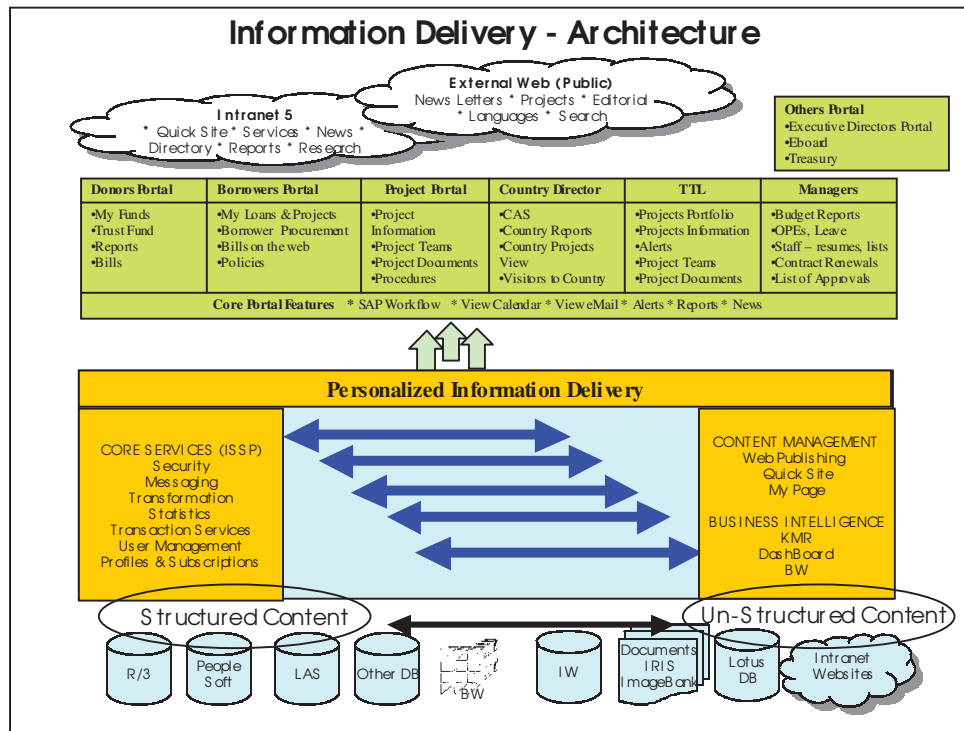 Information Delivery - Architecture
External Web (Public)
News Letters * Projects * Editorial
* Languages * Search
Intranet 5
* Quick Site * Services * News *
Directory * Reports * Research
Others Portal
•Executive Directors Portal
•Eboard
•Treasury
Donors Portal
•My Funds
•Trust Fund
•Reports
•Bills
Borrowers Portal
•My Loans & Projects
•Borrower Procurement
•Bills on the web
•Policies
Project Portal
•Project
Information
•Project Teams
•Project Documents
•Procedures
Country Director
•CAS
•Country Reports
•Country Projects
View
•Visitors to Country
TTL
•Projects Portfolio
•Projects Information
•Alerts
•Project Teams
•Project Documents
Managers
•Budget Reports
•OPEs, Leave
•Staff – resumes, lists
•Contract Renewals
•List of Approvals
Core Portal Features * SAP Workflow * View Calendar * View eMail * Alerts * Reports * News
Personalized Information Delivery
CORE SERVICES (ISSP)
Security
Messaging
Transformation
Statistics
Transaction Services
User Management
Profiles & Subscriptions
CONTENT MANAGEMENT
Web Publishing
Quick Site
My Page
BUSINESS INTELLIGENCE
KMR
DashBoard
BW
Structured Content
Un-Structured Content
R/3
People
Soft
LAS
Other DB
BW
IW
Documents
IRIS
ImageBank
Lotus
DB
Intranet
Websites